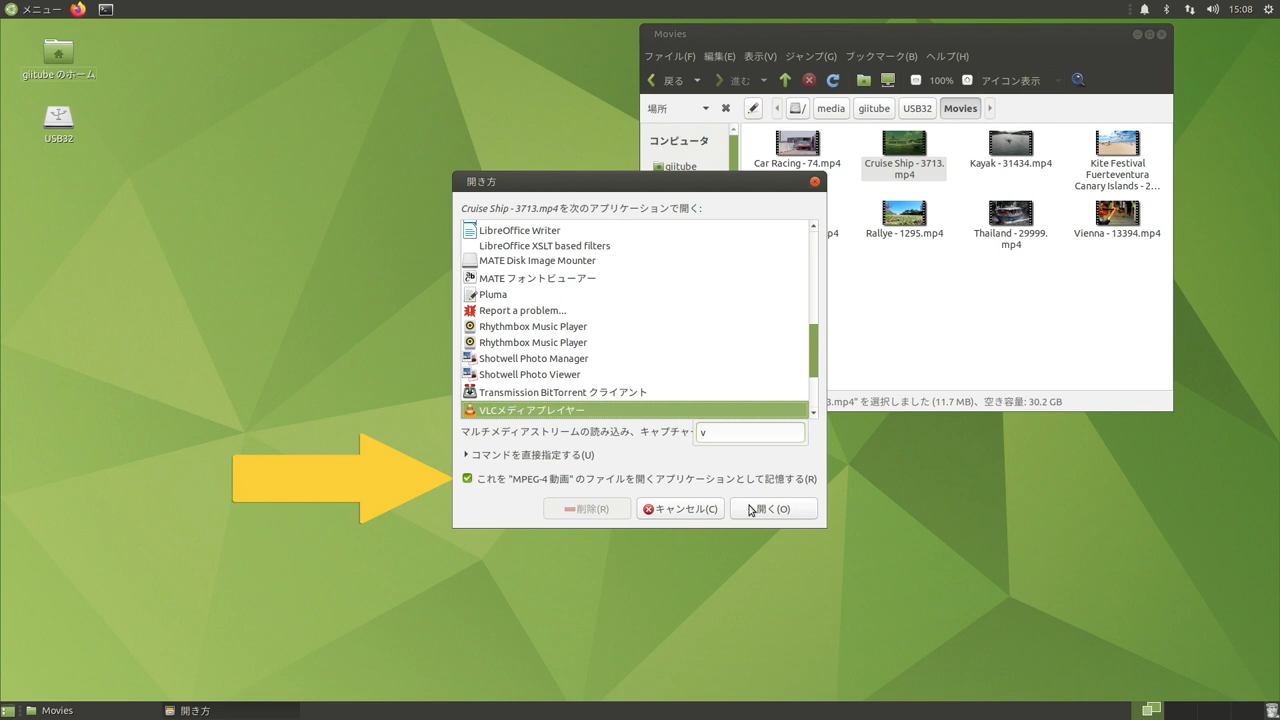 メニュー
15:08
giitube のホーム
USB32
Movies
ファイル(F) 編集(E) 表示(V) ジャンプ(G) ブックマーク(B) ヘルプ(H)
戻る 進む 100% アイコン表示
場所 / media giitube USB32 Movies
コンピュータ
giitube
Car Racing - 74.mp4
Cruise Ship - 3713.
mp4
Kayak - 31434.mp4
Kite Festival
Fuerteventura
Canary Islands - 2…
Rallye - 1295.mp4
Thailand - 29999.
mp4
Vienna - 13394.mp4
3.mp4" を選択しました (11.7 MB)、空き容量: 30.2 GB
開き方
Cruise Ship - 3713.mp4を次のアプリケーションで開く:
LibreOffice Writer
LibreOffice XSLT based filters
MATE Disk Image Mounter
MATE フォントビューアー
Pluma
Report a problem...
Rhythmbox Music Player
Rhythmbox Music Player
Shotwell Photo Manager
Shotwell Photo Viewer
Transmission BitTorrent クライアント
VLCメディアプレイヤー
マルチメディアストリームの読み込み、キャプチャ v
コマンドを直接指定する(U)
これを "MPEG-4 動画" のファイルを開くアプリケーションとして記憶する(R)
削除(R) キャンセル(C) 開く(O)
Movies 開き方